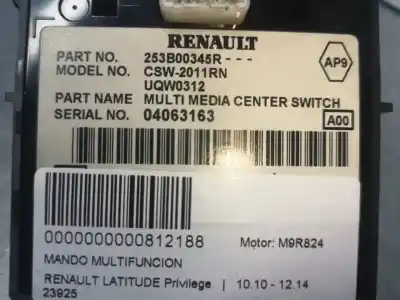 RENAULT
PART NO. 253B00345R---
AP9
MODEL NO. CSW-2011RN
UQW0312
PART NAME MULTI MEDIA CENTER SWITCH
SERIAL NO. 04063163
A00
0000000000812188 Motor: M9R824
MANDO MULTIFUNCION
RENAULT LATITUDE Privilege | 10.10 - 12.14
23925